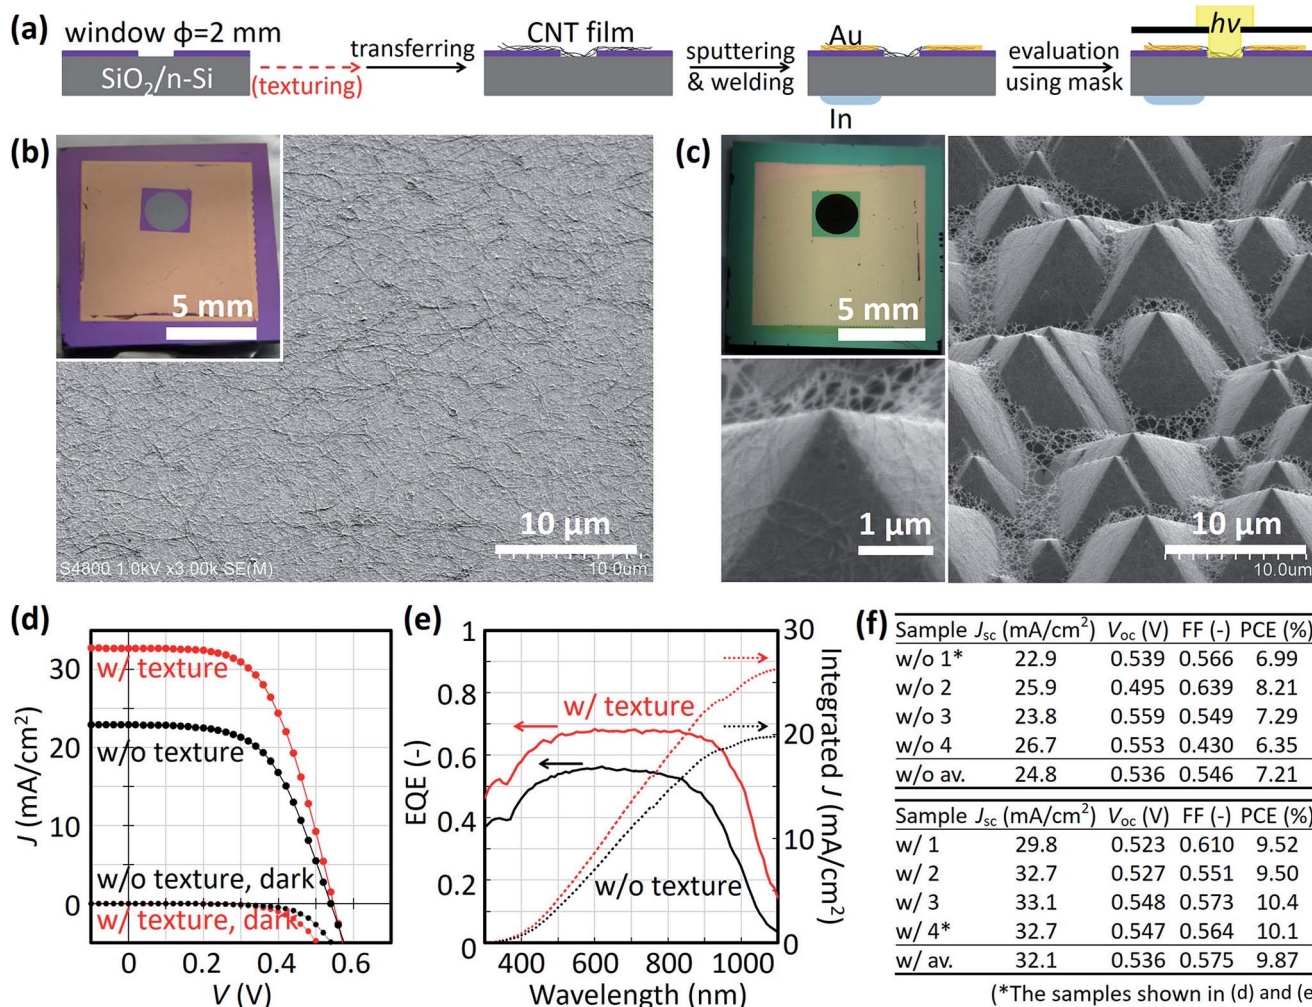 (a)
window ϕ=2 mm
SiO2/n-Si
transferring
(texturing)
CNT film
sputtering
& welding
Au
In
evaluation
using mask
hν
(b)
5 mm
10 µm
S4800 1.0kV x3.00k SE(M)
10.0um
(c)
5 mm
1 µm
10 µm
10.0um
(d)
J (mA/cm²)
30
20
10
0
w/ texture
w/o texture
w/o texture, dark
w/ texture, dark
0 0.2 0.4 0.6
V (V)
(e)
EQE (-)
1
0.8
0.6
0.4
0.2
0
w/ texture
w/o texture
30
20
10
0
Integrated J (mA/cm²)
400 600 800 1000
Wavelength (nm)
(f)
Sample Jsc (mA/cm²) Voc (V) FF (-) PCE (%)
w/o 1* 22.9 0.539 0.566 6.99
w/o 2 25.9 0.495 0.639 8.21
w/o 3 23.8 0.559 0.549 7.29
w/o 4 26.7 0.553 0.430 6.35
w/o av. 24.8 0.536 0.546 7.21
Sample Jsc (mA/cm²) Voc (V) FF (-) PCE (%)
w/ 1 29.8 0.523 0.610 9.52
w/ 2 32.7 0.527 0.551 9.50
w/ 3 33.1 0.548 0.573 10.4
w/ 4* 32.7 0.547 0.564 10.1
w/ av. 32.1 0.536 0.575 9.87
(*The samples shown in (d) and (e